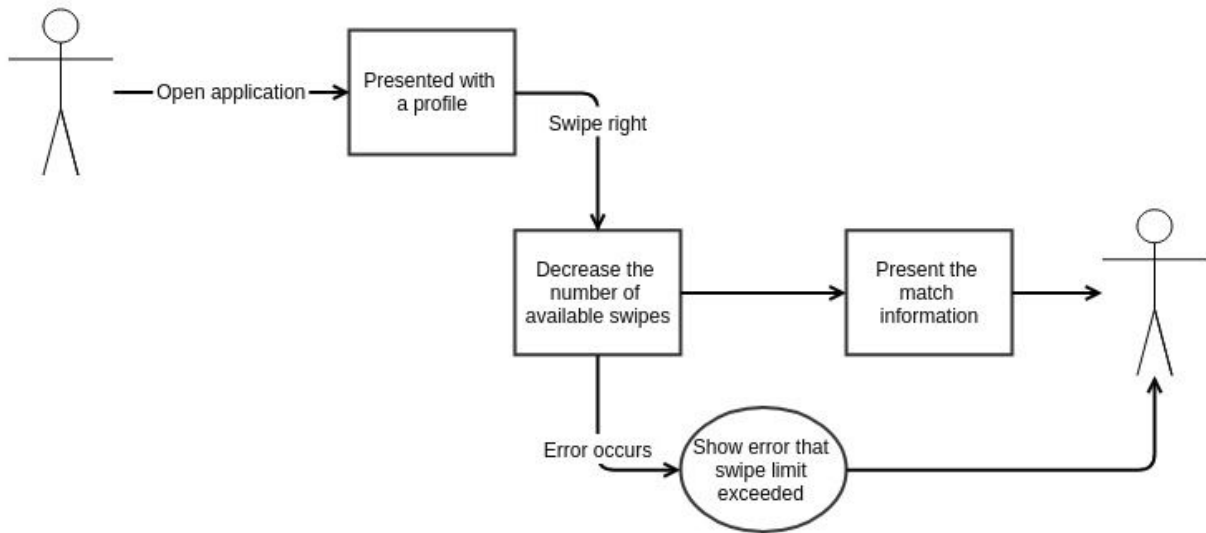 Open application
Presented with
a profile
Swipe right
Decrease the
number of
available swipes
Present the
match
information
Error occurs
Show error that
swipe limit
exceeded